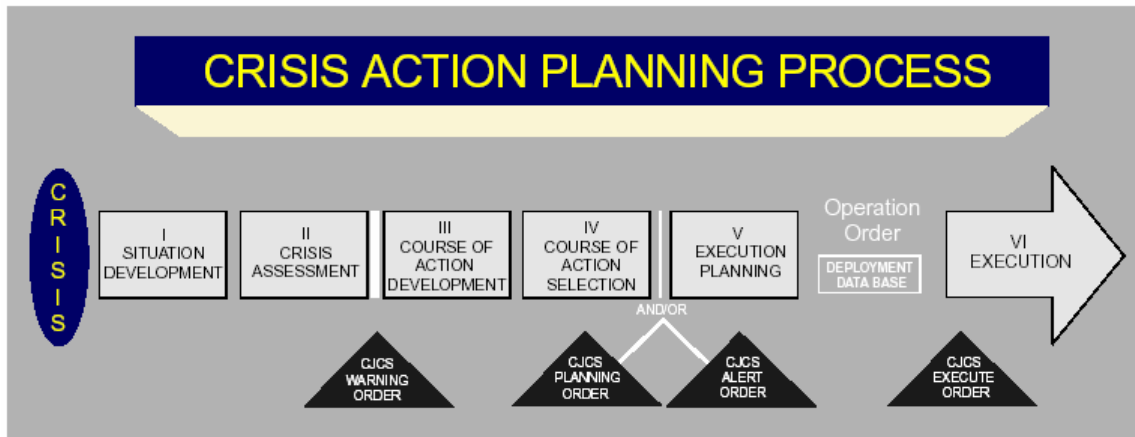 CRISIS ACTION PLANNING PROCESS
CRISIS
I
SITUATION
DEVELOPMENT
II
CRISIS
ASSESSMENT
III
COURSE OF
ACTION
DEVELOPMENT
IV
COURSE OF
ACTION
SELECTION
V
EXECUTION
PLANNING
Operation
Order
DEPLOYMENT
DATA BASE
VI
EXECUTION
AND/OR
CJCS
WARNING
ORDER
CJCS
PLANNING
ORDER
CJCS
ALERT
ORDER
CJCS
EXECUTE
ORDER